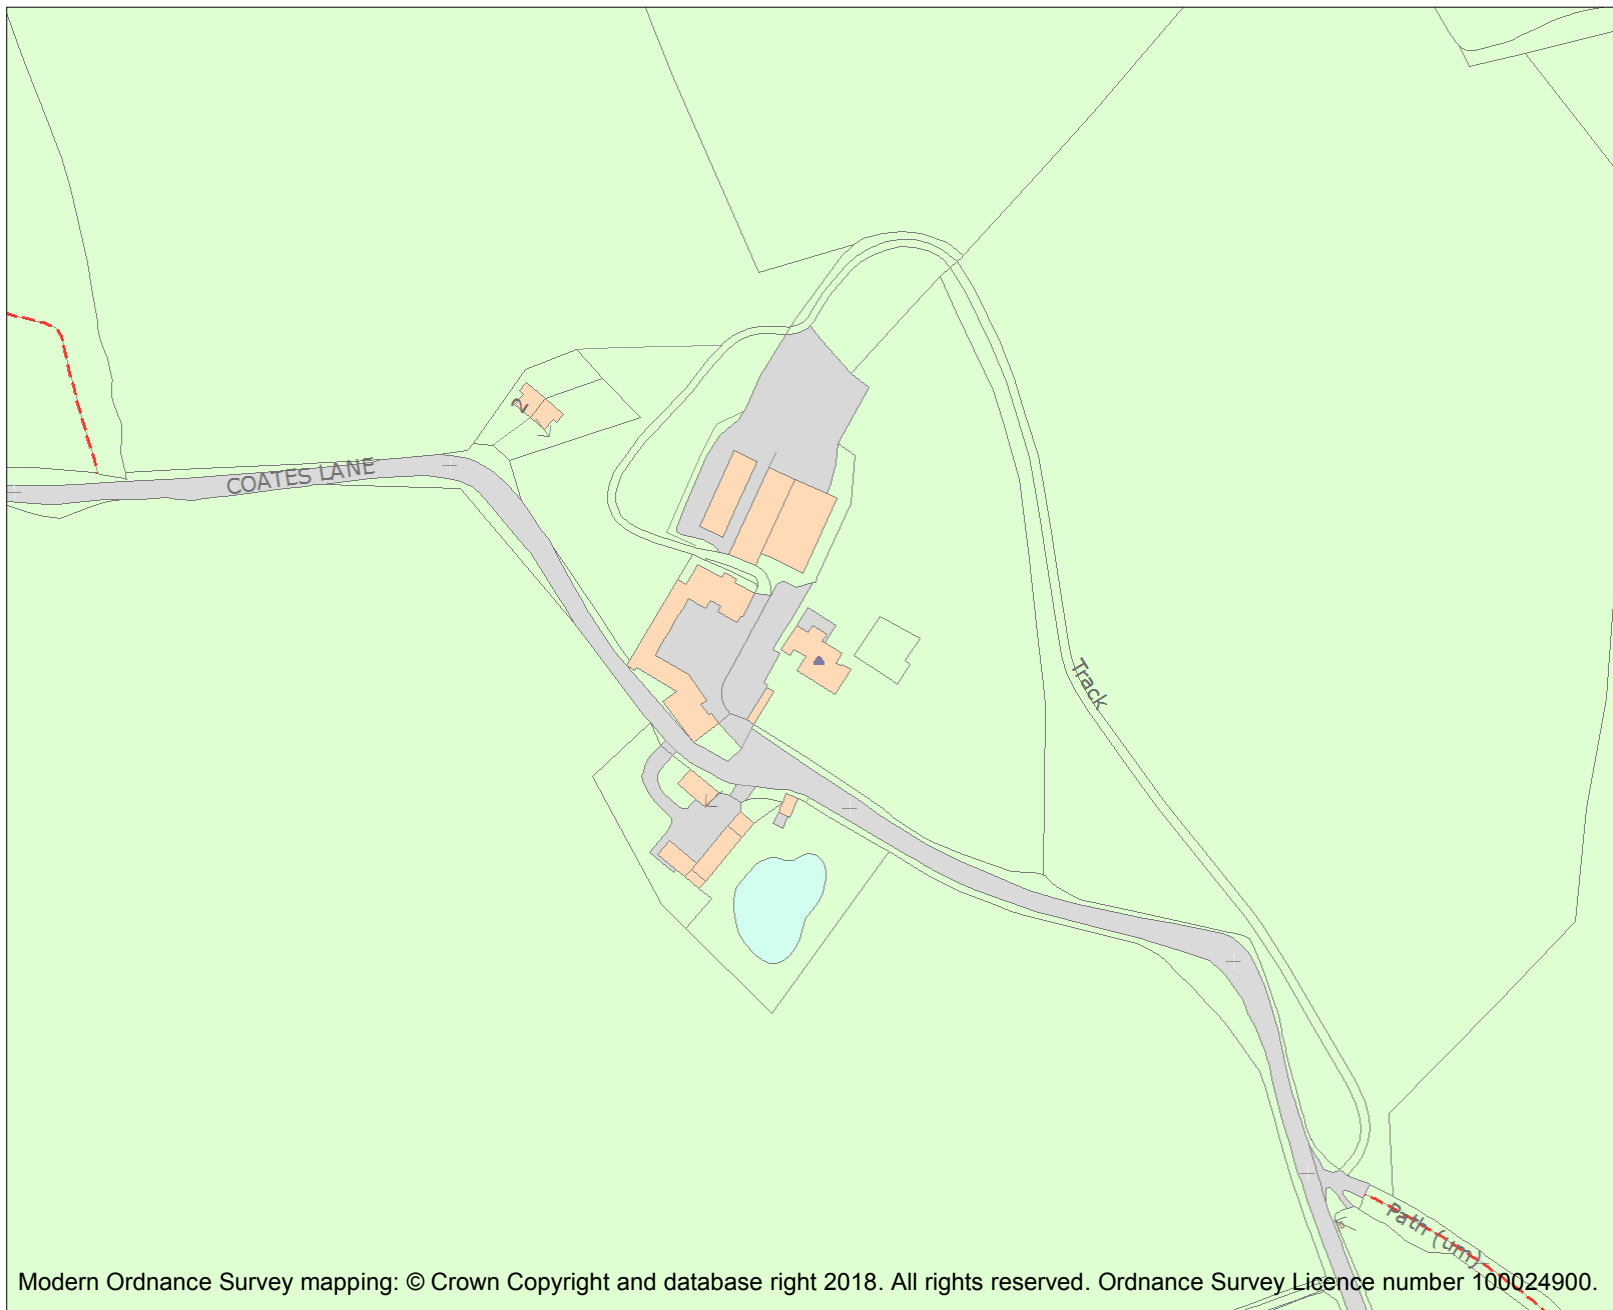 2
COATES LANE
Track
Path (um)
Modern Ordnance Survey mapping: © Crown Copyright and database right 2018. All rights reserved. Ordnance Survey Licence number 100024900.